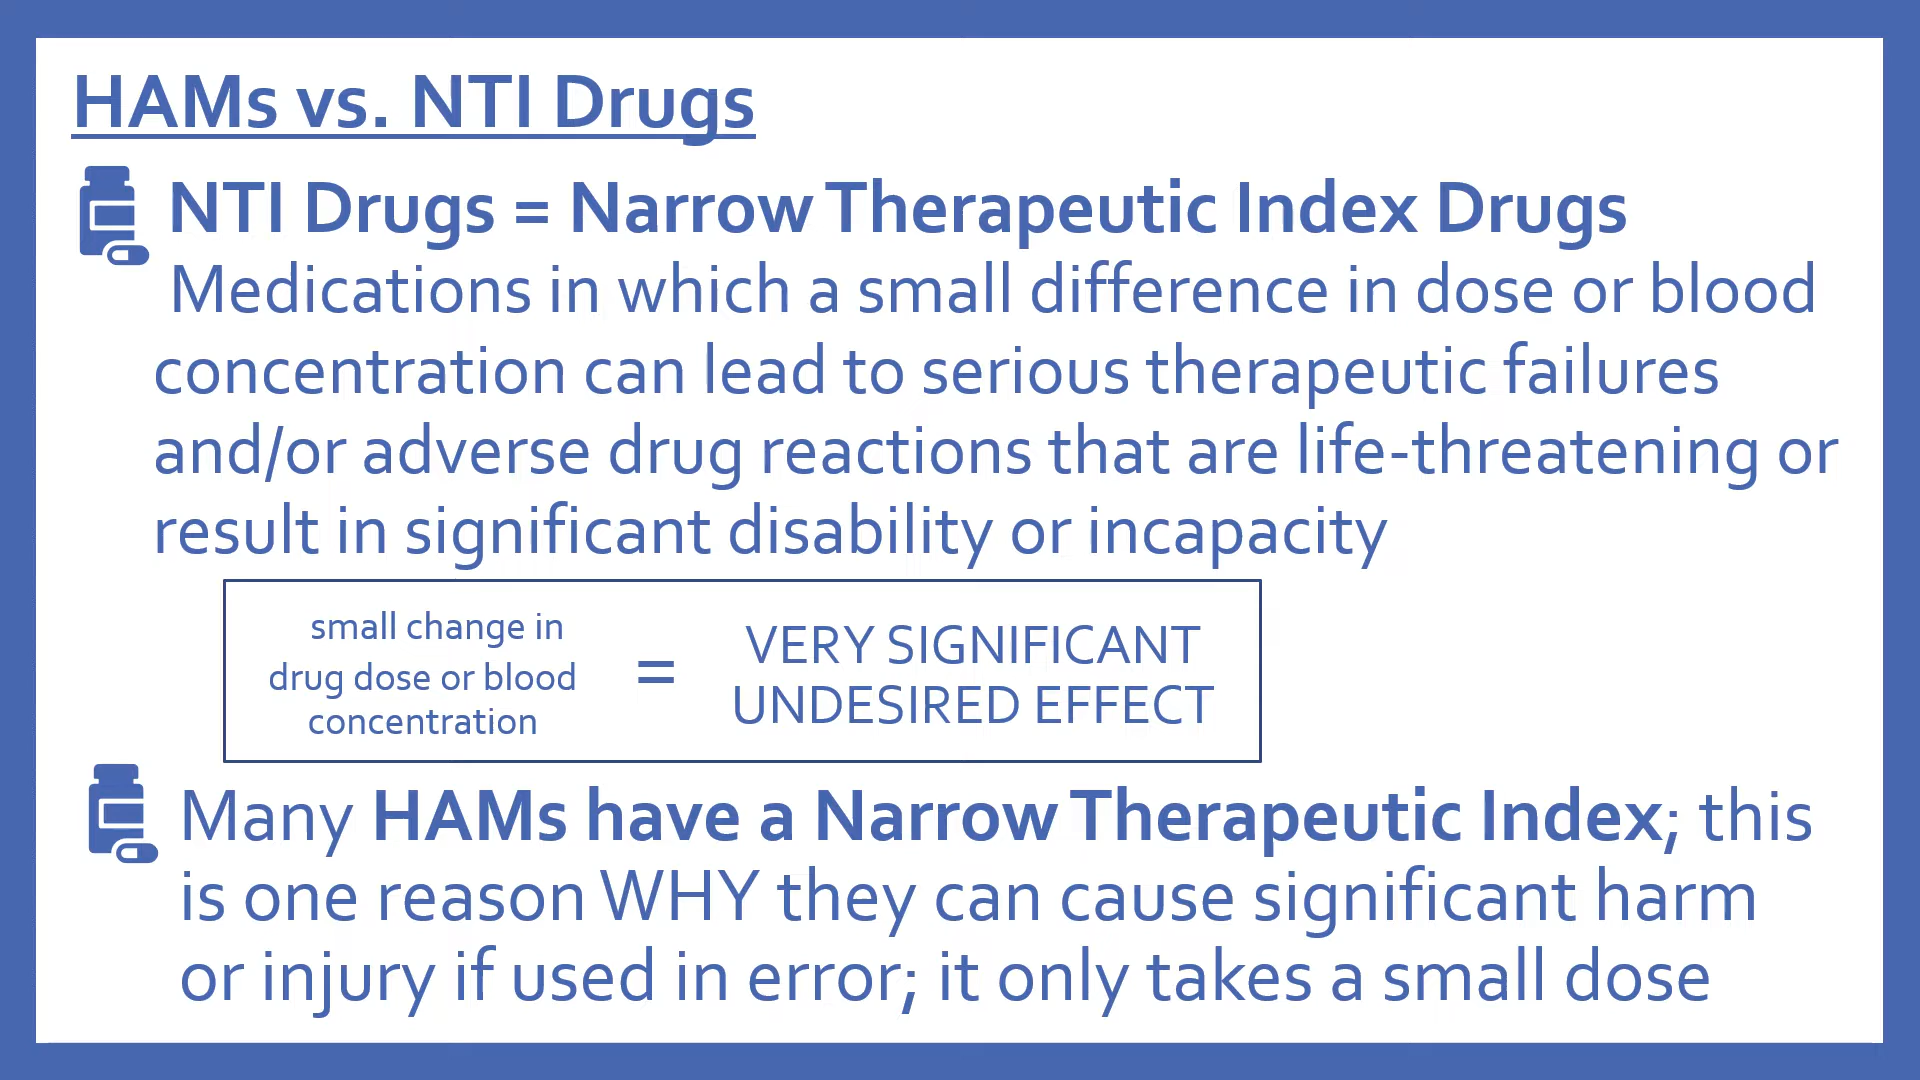 HAMs vs. NTI Drugs
NTI Drugs = Narrow Therapeutic Index Drugs
Medications in which a small difference in dose or blood
concentration can lead to serious therapeutic failures
and/or adverse drug reactions that are life-threatening or
result in significant disability or incapacity
small change in
drug dose or blood
concentration
=
VERY SIGNIFICANT
UNDESIRED EFFECT
Many HAMs have a Narrow Therapeutic Index; this
is one reason WHY they can cause significant harm
or injury if used in error; it only takes a small dose